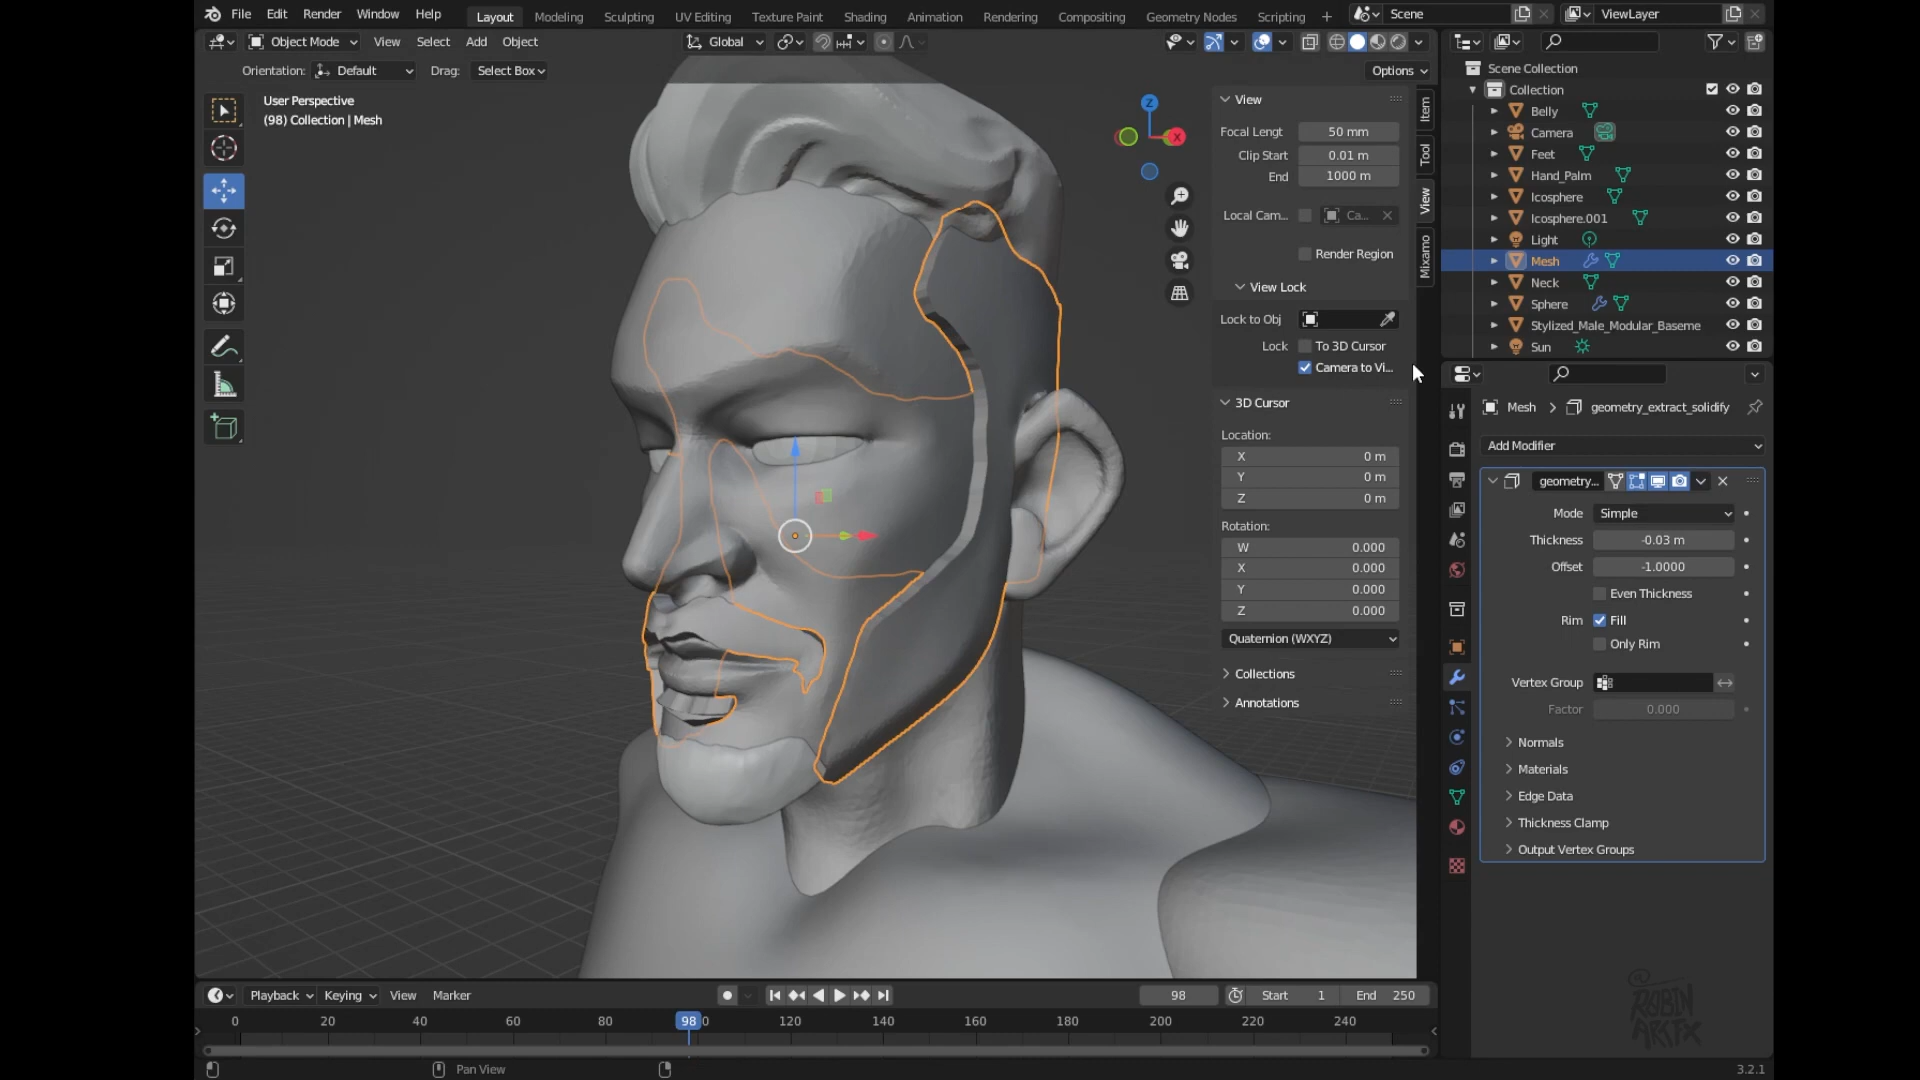 File Edit Render Window Help Layout Modeling Sculpting UV Editing Texture Paint Shading Animation Rendering Compositing Geometry Nodes Scripting + Scene ViewLayer
Object Mode View Select Add Object Global
Orientation: Default Drag: Select Box Options
User Perspective
(98) Collection | Mesh
Z
X
View
Focal Lengt 50 mm
Clip Start 0.01 m
End 1000 m
Local Cam... Ca...
Render Region
View Lock
Lock to Obj
Lock To 3D Cursor
Camera to Vi...
3D Cursor
Location:
X 0 m
Y 0 m
Z 0 m
Rotation:
W 0.000
X 0.000
Y 0.000
Z 0.000
Quaternion (WXYZ)
Collections
Annotations
Item
Tool
View
Mixamo
Scene Collection
Collection
Belly
Camera
Feet
Hand_Palm
Icosphere
Icosphere.001
Light
Mesh
Neck
Sphere
Stylized_Male_Modular_Baseme
Sun
Mesh > geometry_extract_solidify
Add Modifier
geometry...
Mode Simple
Thickness -0.03 m
Offset -1.0000
Even Thickness
Rim Fill
Only Rim
Vertex Group
Factor 0.000
Normals
Materials
Edge Data
Thickness Clamp
Output Vertex Groups
@
RUBIN
ARTX
Playback Keying View Marker 98 Start 1 End 250
0 20 40 60 80 98 0 120 140 160 180 200 220 240
Pan View 3.2.1